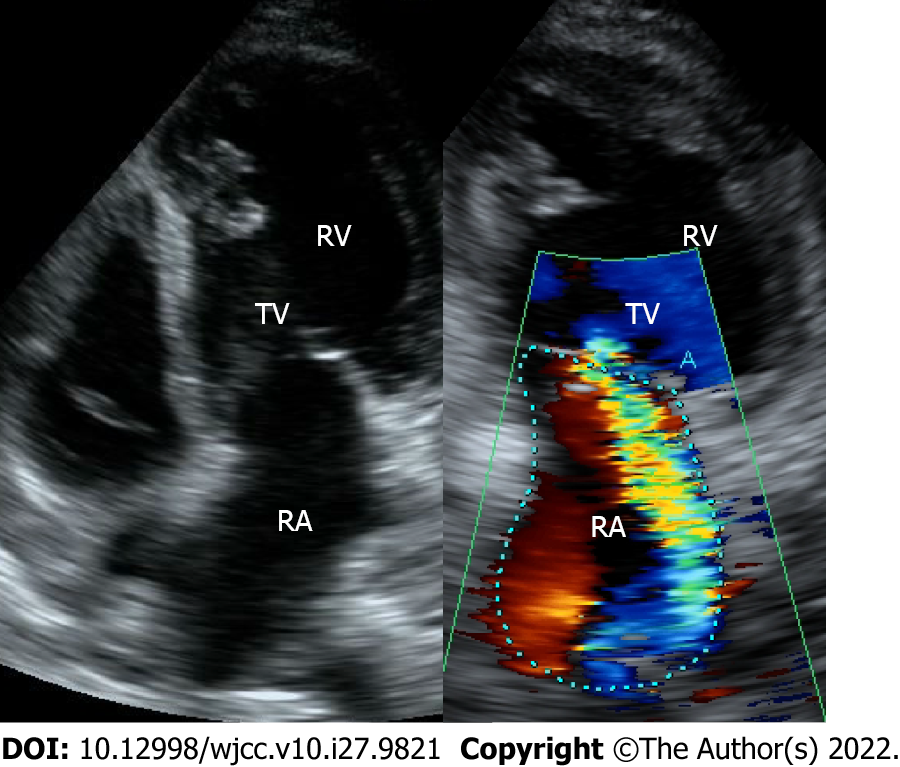 RV
TV
RA
RV
TV
A
RA
DOI: 10.12998/wjcc.v10.i27.9821 Copyright ©The Author(s) 2022.